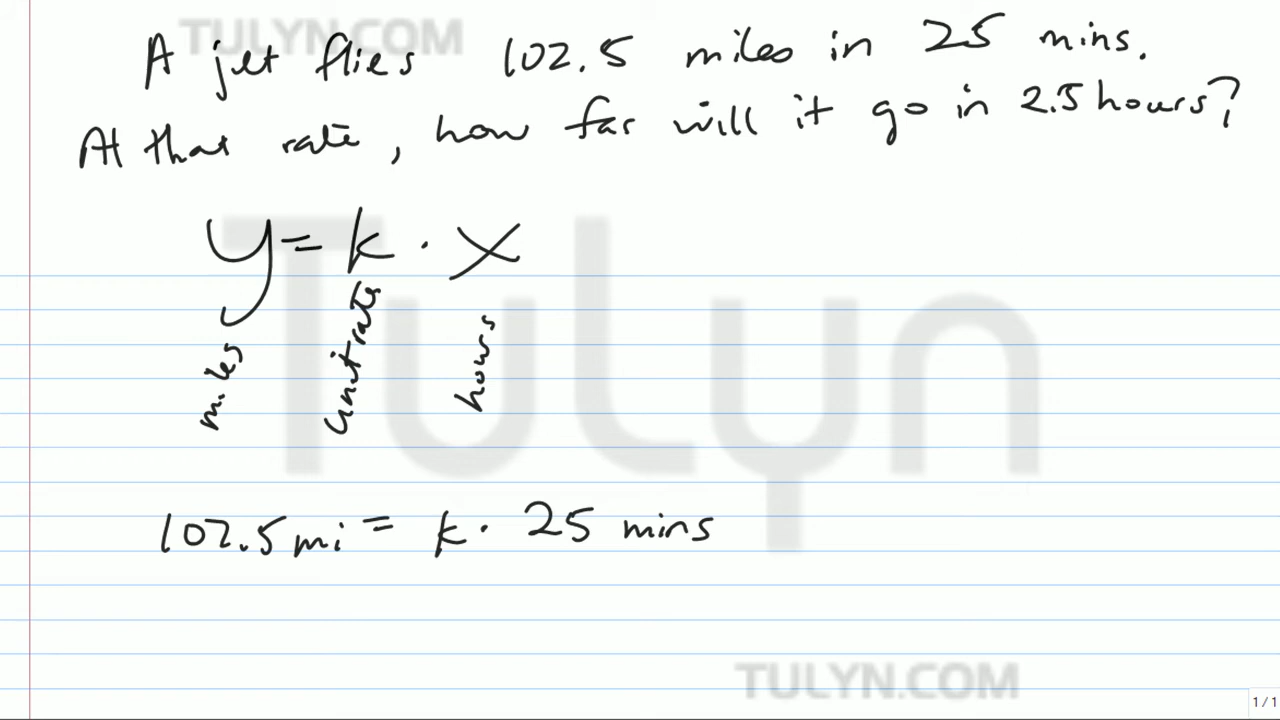 TULYN.COM
A jet flies 102.5 miles in 25 mins.
At that rate, how far will it go in 2.5 hours?
y = k · x
miles unit rate hours
TuLyn
102.5 mi = k · 25 mins
TULYN.COM
1/1